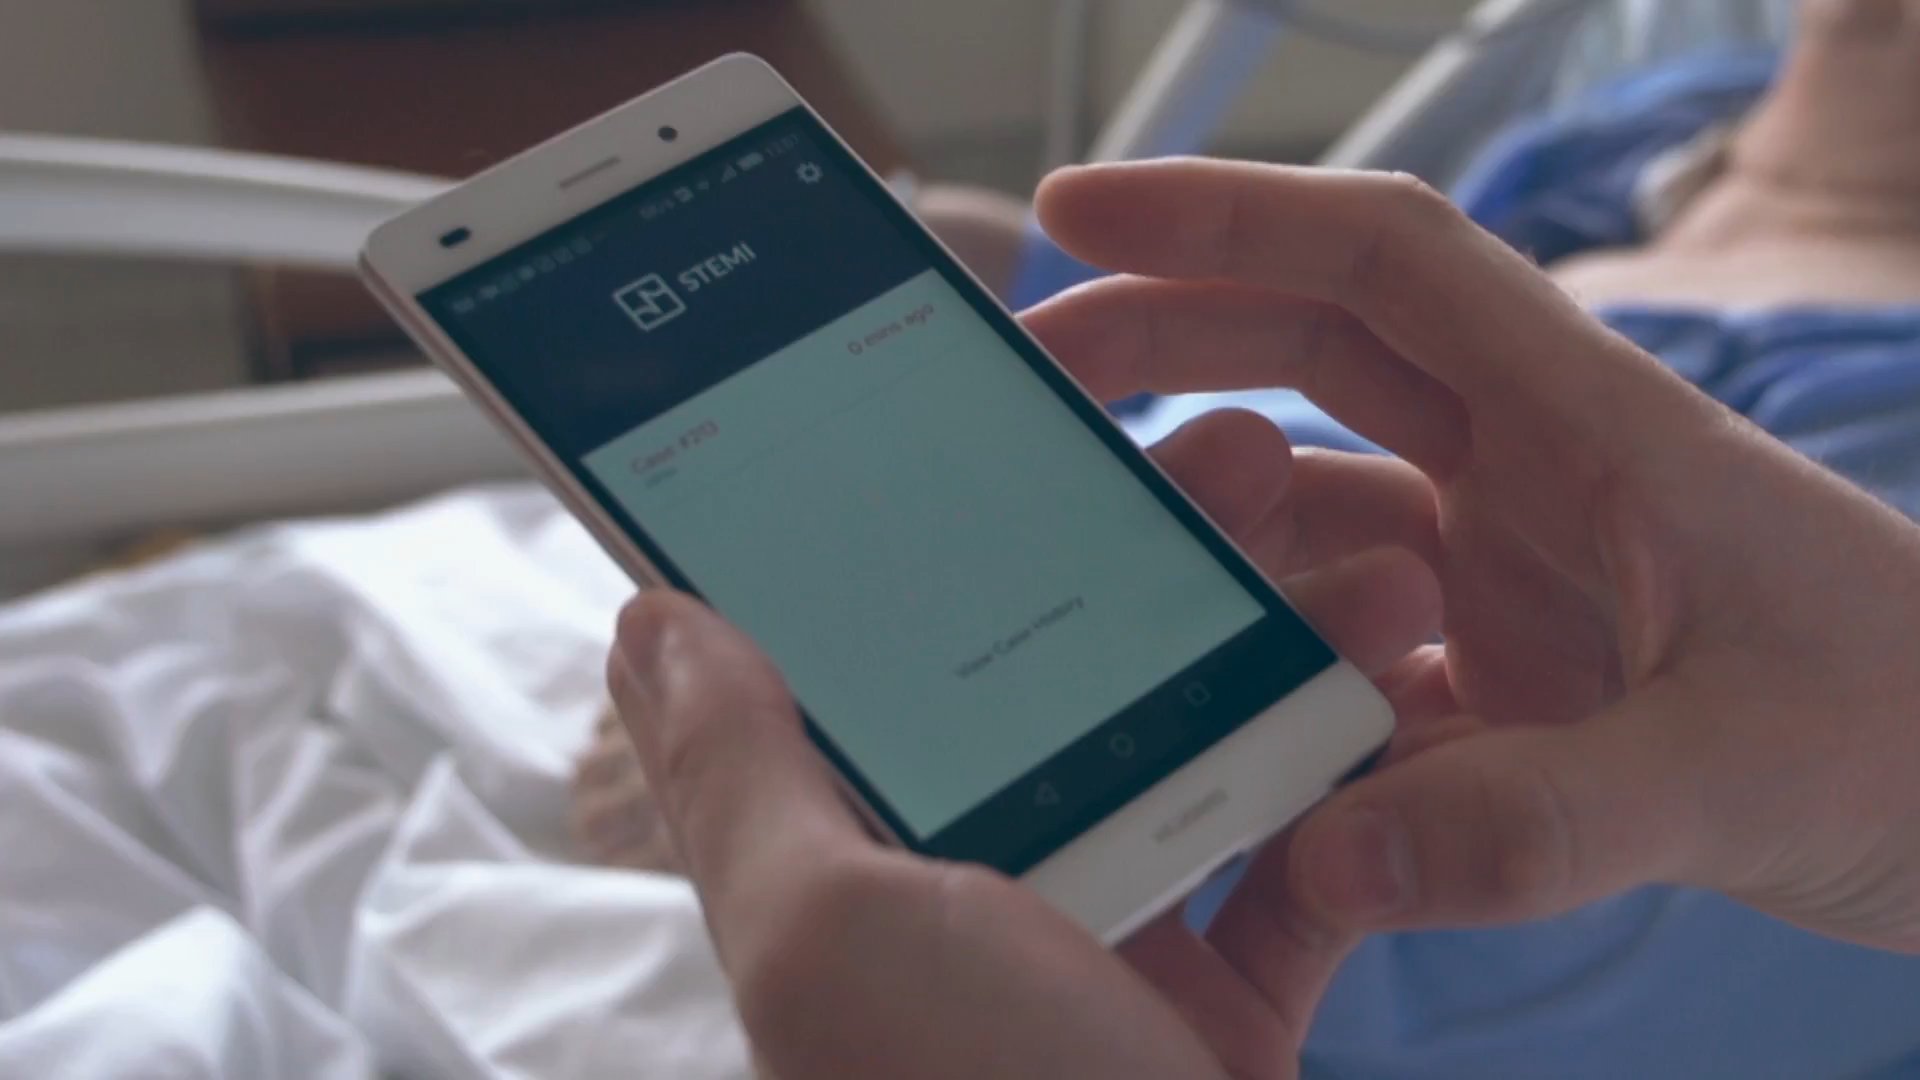 STEMI
0 mins ago
Case #213
View Case History
HUAWEI